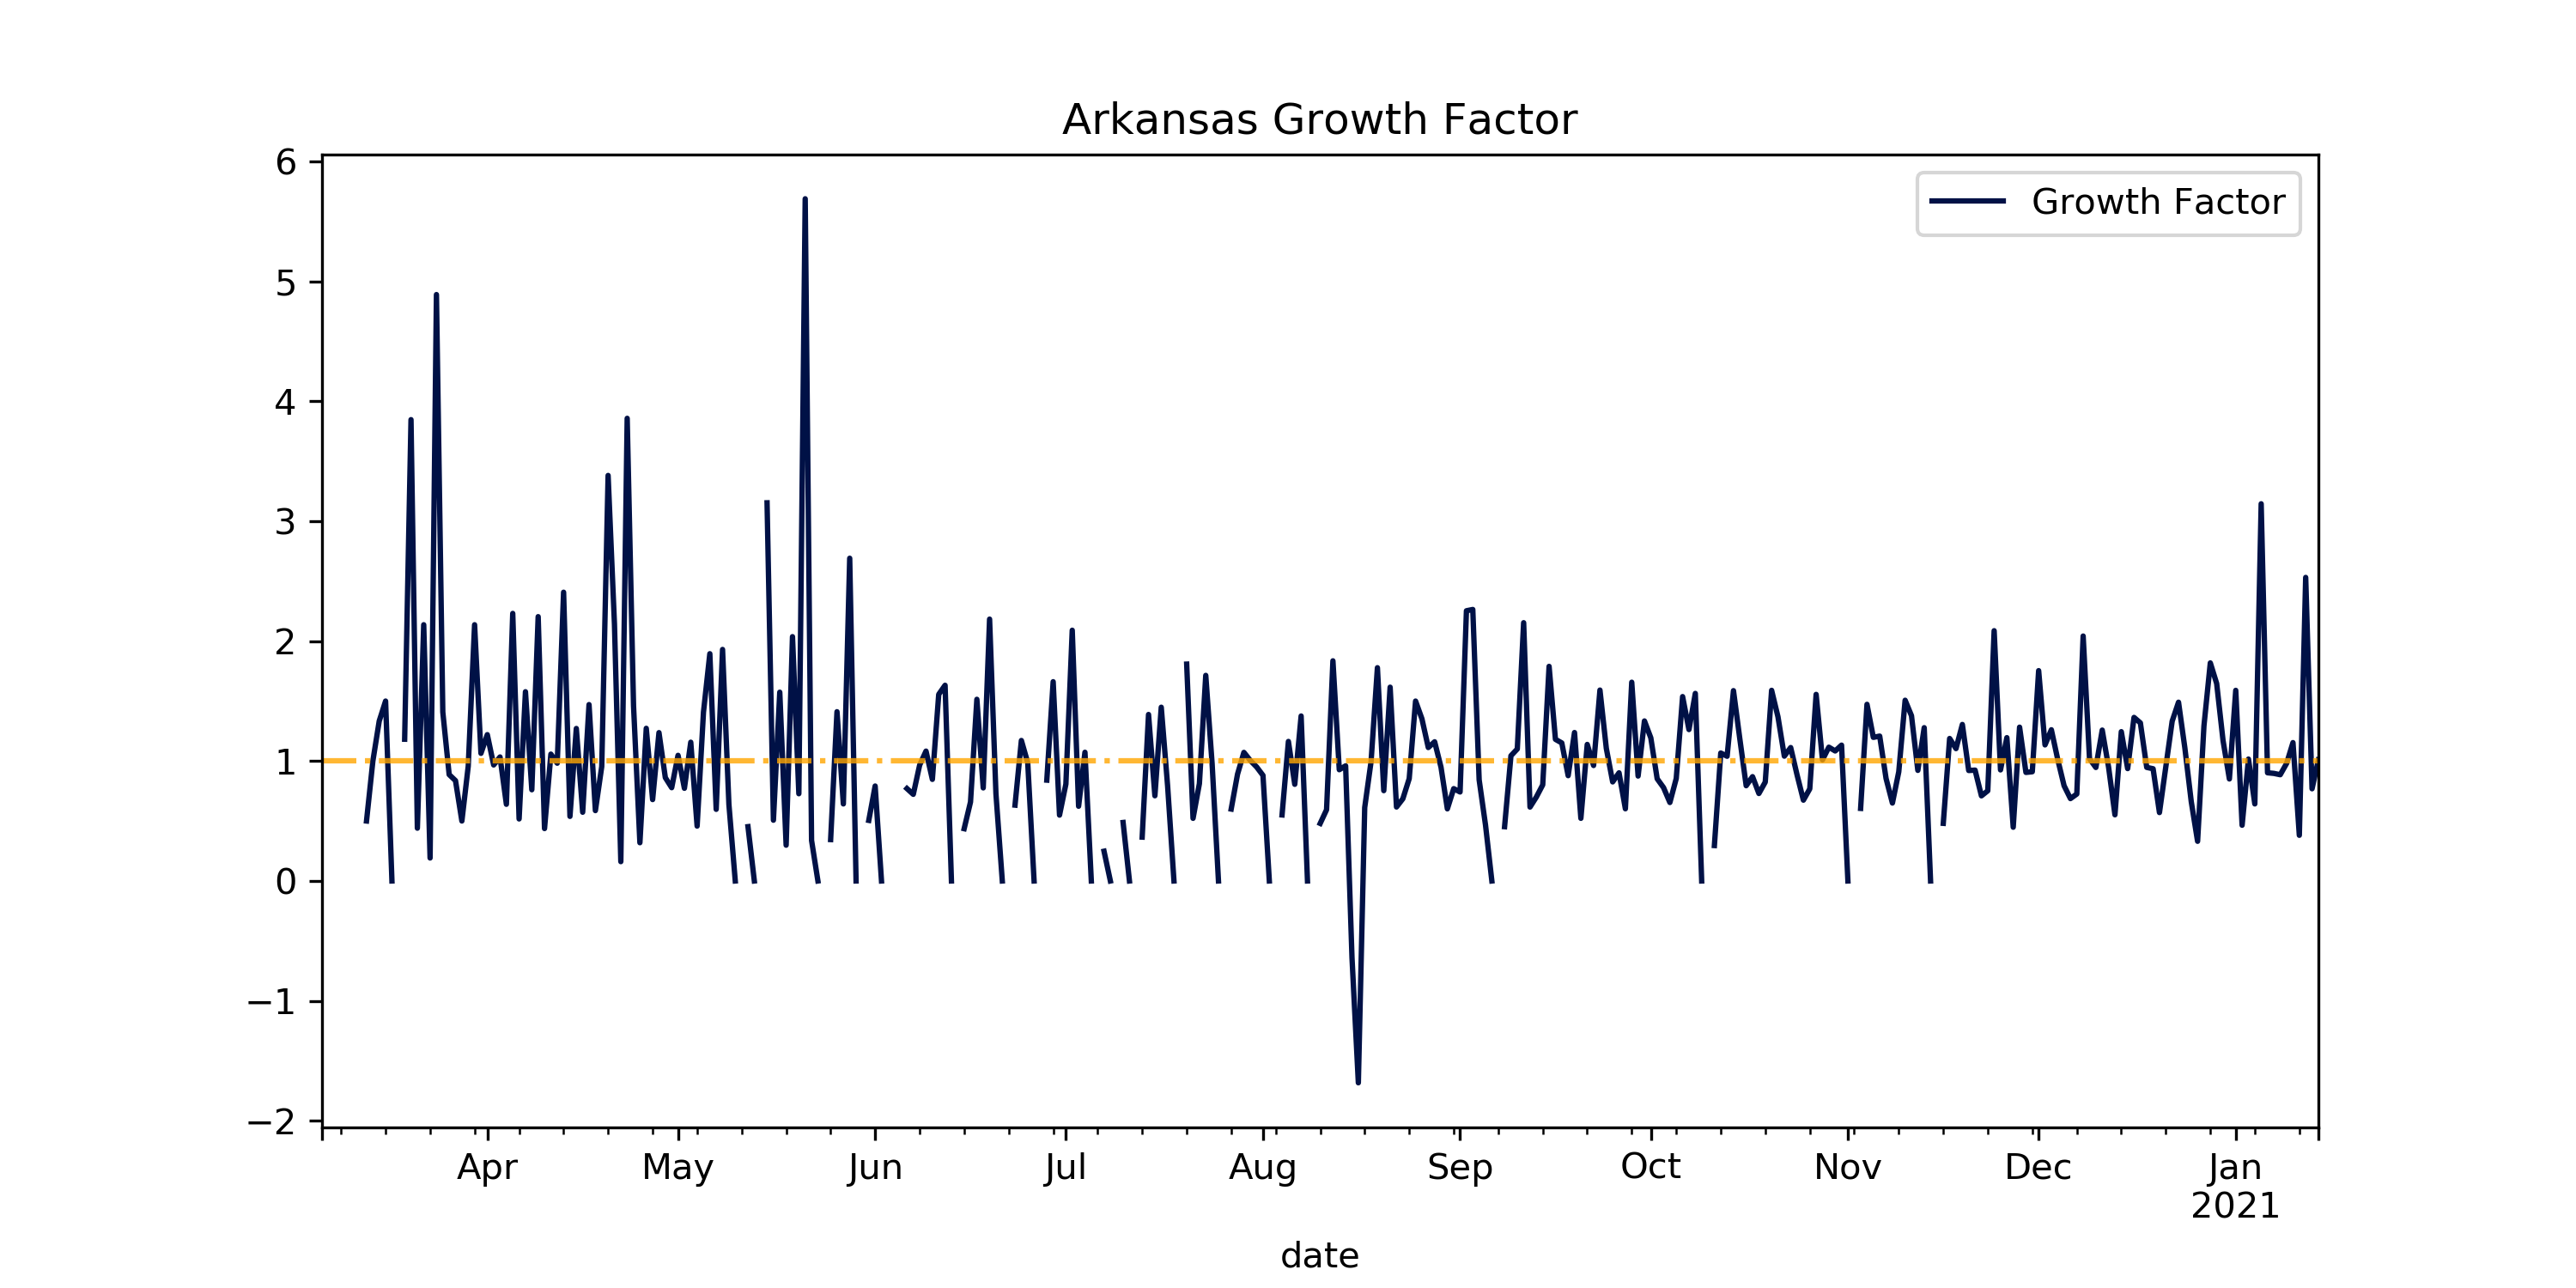 Arkansas Growth Factor
Growth Factor
6
5
4
3
2
1
0
−1
−2
Apr May Jun Jul Aug Sep Oct Nov Dec Jan
2021
date